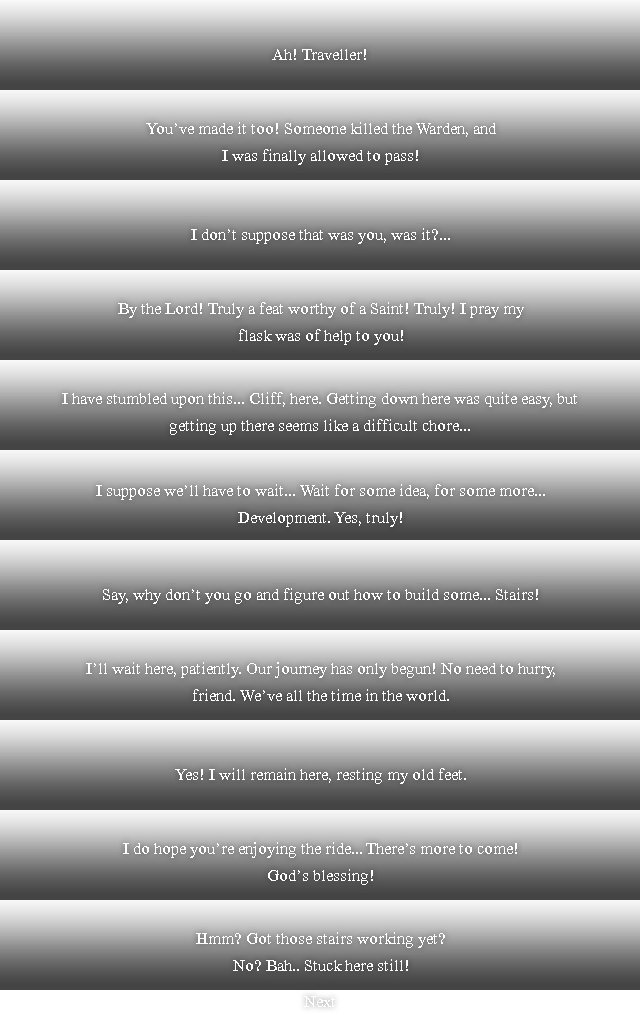 Ah! Traveller!
You've made it too! Someone killed the Warden, and
I was finally allowed to pass!
I don't suppose that was you, was it?...
By the Lord! Truly a feat worthy of a Saint! Truly! I pray my
flask was of help to you!
I have stumbled upon this... Cliff, here. Getting down here was quite easy, but
getting up there seems like a difficult chore...
I suppose we'll have to wait... Wait for some idea, for some more...
Development. Yes, truly!
Say, why don't you go and figure out how to build some... Stairs!
I'll wait here, patiently. Our journey has only begun! No need to hurry,
friend. We've all the time in the world.
Yes! I will remain here, resting my old feet.
I do hope you're enjoying the ride... There's more to come!
God's blessing!
Hmm? Got those stairs working yet?
No? Bah.. Stuck here still!
Next